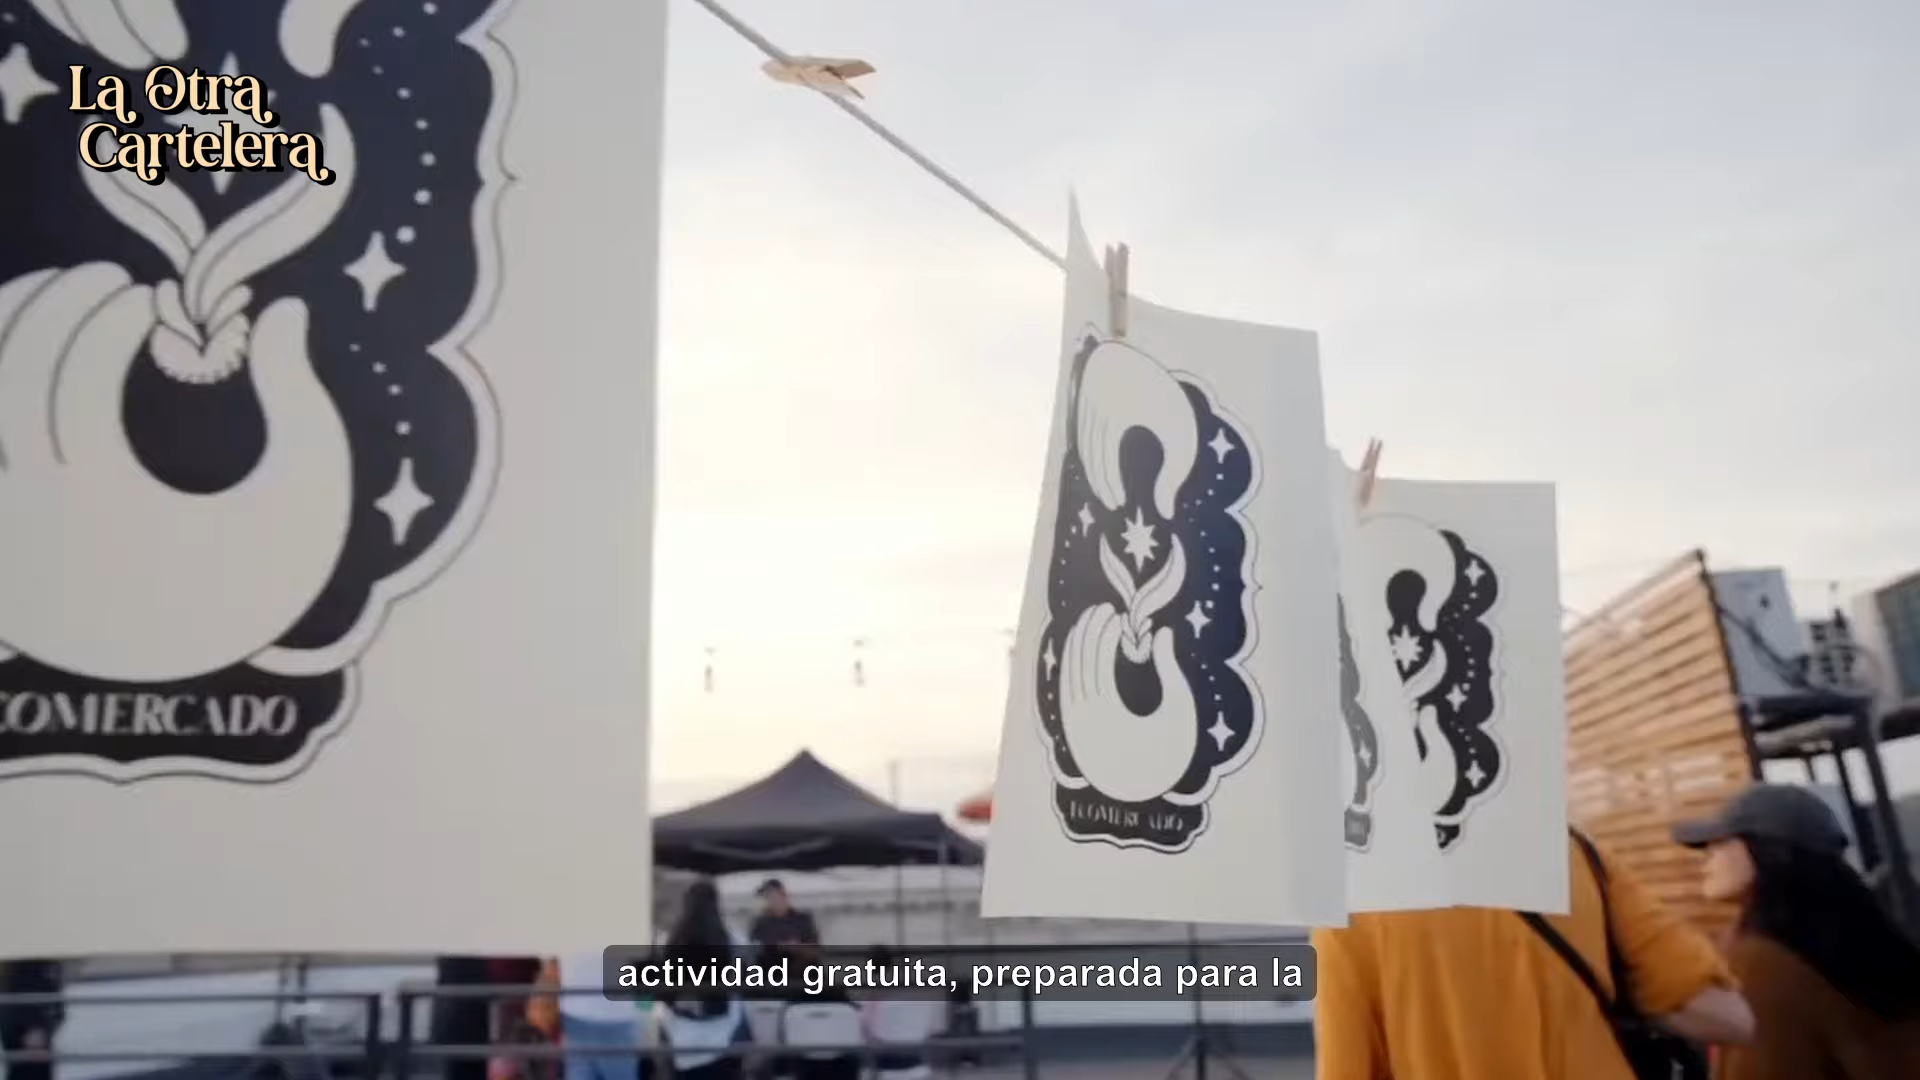 La Otra
Cartelera
COMERCADO
actividad gratuita, preparada para la